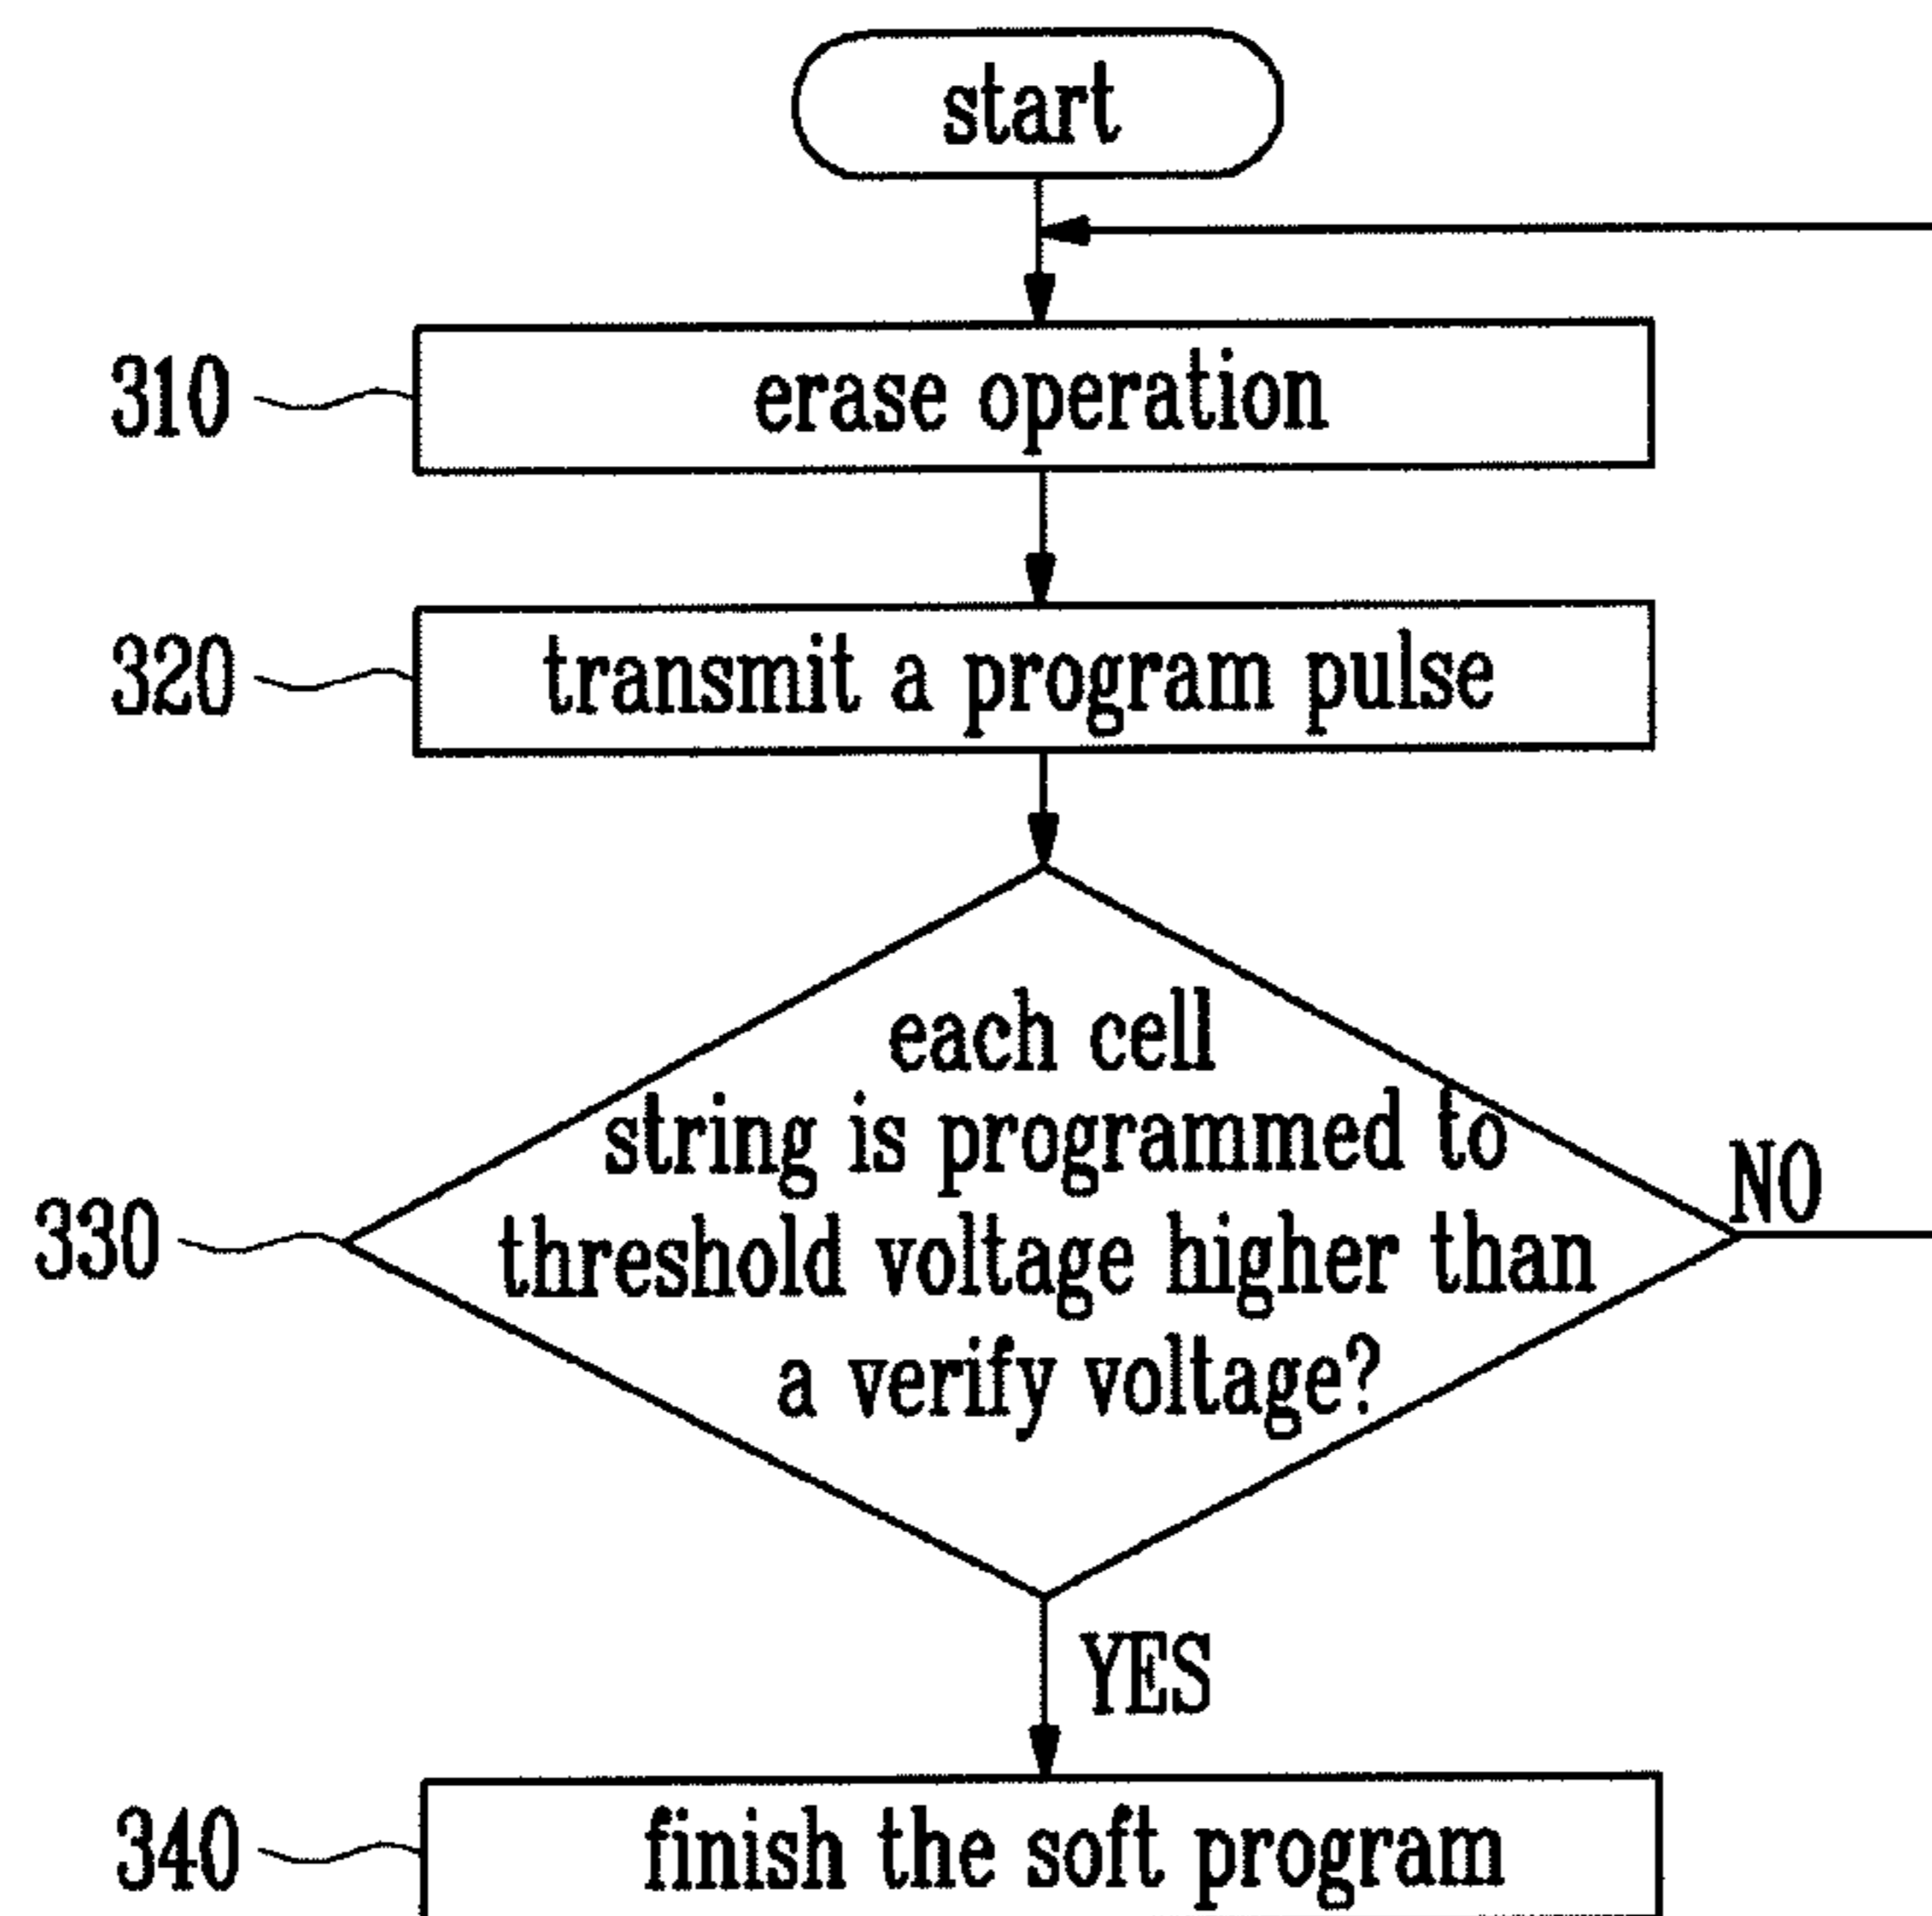 start
310
erase operation
320
transmit a program pulse
each cell
string is programmed to
NO
330
threshold voltage higher than
a verify voltage?
YES
340
finish the soft program